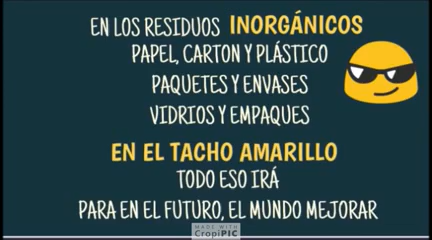 EN LOS RESIDUOS INORGÁNICOS
PAPEL, CARTON Y PLÁSTICO
PAQUETES Y ENVASES
VIDRIOS Y EMPAQUES
EN EL TACHO AMARILLO
TODO ESO IRÁ
PARA EN EL FUTURO, EL MUNDO MEJORAR
MADE WITH
CropiPIC